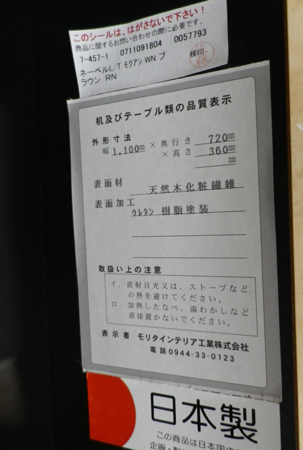 このシールは、はがさないで下さい!
商品に関するお問い合わせの際に必要です。
7-457-1 0711091804 0057793
ネーベルL/T モクアシ WN ブ
ラウン RN
検印
机及びテーブル類の品質表示
外形寸法
幅 1,100㎜ × 奥行き 720㎜
× 高さ 360㎜
㎜
表面材 天然木化粧繊維
表面加工 ウレタン 樹脂塗装
取扱い上の注意
イ. 直射日光又は、ストーブなど
の熱を避けてください。
ロ. 加熱したなべ、湯わかしなど
直接置かないでください。
表示者 モリタインテリア工業株式会社
電話 0944-33-0123
日本製
この商品は日本国
企画・